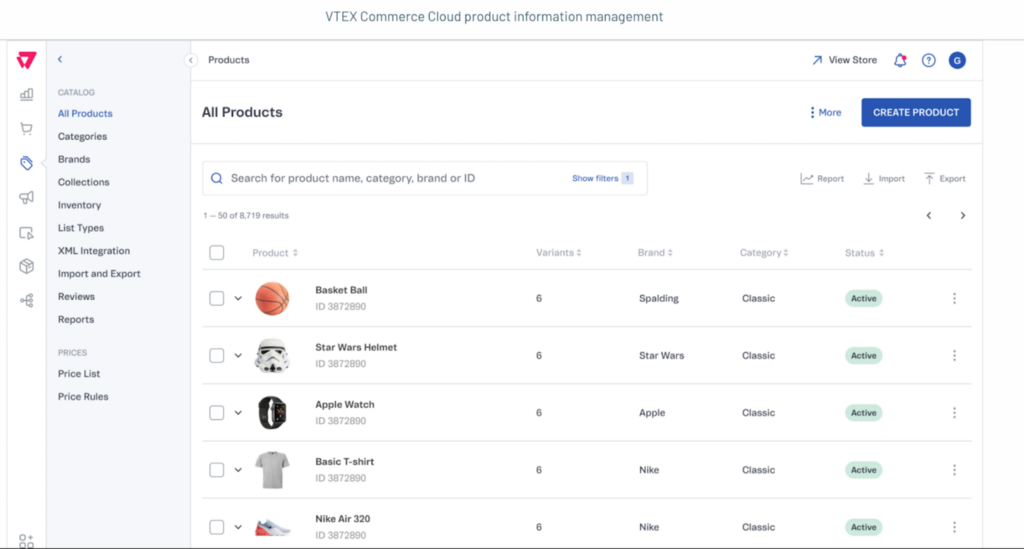 VTEX Commerce Cloud product information management
Products
View Store
G
CATALOG
All Products
Categories
Brands
Collections
Inventory
List Types
XML Integration
Import and Export
Reviews
Reports
PRICES
Price List
Price Rules
All Products
More
CREATE PRODUCT
Search for product name, category, brand or ID
Show filters 1
Report Import Export
1 — 50 of 8,719 results
Product Variants Brand Category Status
Basket Ball
ID 3872890
6 Spalding Classic Active
Star Wars Helmet
ID 3872890
6 Star Wars Classic Active
Apple Watch
ID 3872890
6 Apple Classic Active
Basic T-shirt
ID 3872890
6 Nike Classic Active
Nike Air 320
ID 3872890
6 Nike Classic Active